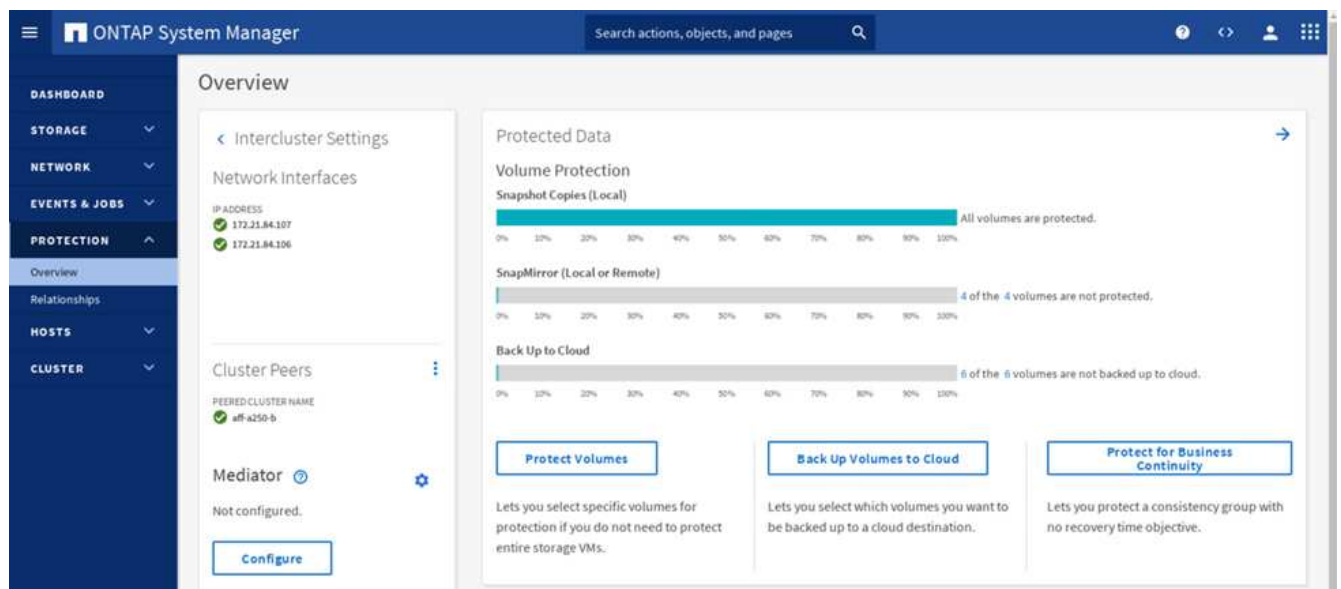 ONTAP System Manager
Search actions, objects, and pages
DASHBOARD
STORAGE
NETWORK
EVENTS & JOBS
PROTECTION
Overview
Relationships
HOSTS
CLUSTER
Overview
Intercluster Settings
Network Interfaces
IP ADDRESS
172.21.84.107
172.21.84.106
Cluster Peers
PEERED CLUSTER NAME
aff-a250-b
Mediator
Not configured.
Configure
Protected Data
Volume Protection
Snapshot Copies (Local)
All volumes are protected.
0% 10% 20% 30% 40% 50% 60% 70% 80% 90% 100%
SnapMirror (Local or Remote)
4 of the 4 volumes are not protected.
0% 10% 20% 30% 40% 50% 60% 70% 80% 90% 100%
Back Up to Cloud
6 of the 6 volumes are not backed up to cloud.
0% 10% 20% 30% 40% 50% 60% 70% 80% 90% 100%
Protect Volumes
Lets you select specific volumes for
protection if you do not need to protect
entire storage VMs.
Back Up Volumes to Cloud
Lets you select which volumes you want to
be backed up to a cloud destination.
Protect for Business
Continuity
Lets you protect a consistency group with
no recovery time objective.